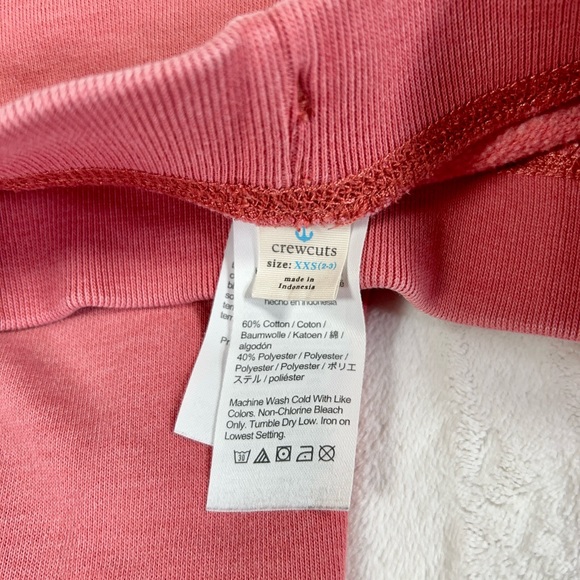 crewcuts
size: XXS(2-3)
made in
Indonesia
hecho en Indonesia
60% Cotton / Coton /
Baumwolle / Katoen / 綿 /
algodón
40% Polyester / Polyester /
Polyester / Polyester / ポリエ
ステル / poliéster
Machine Wash Cold With Like
Colors. Non-Chlorine Bleach
Only. Tumble Dry Low. Iron on
Lowest Setting.
30